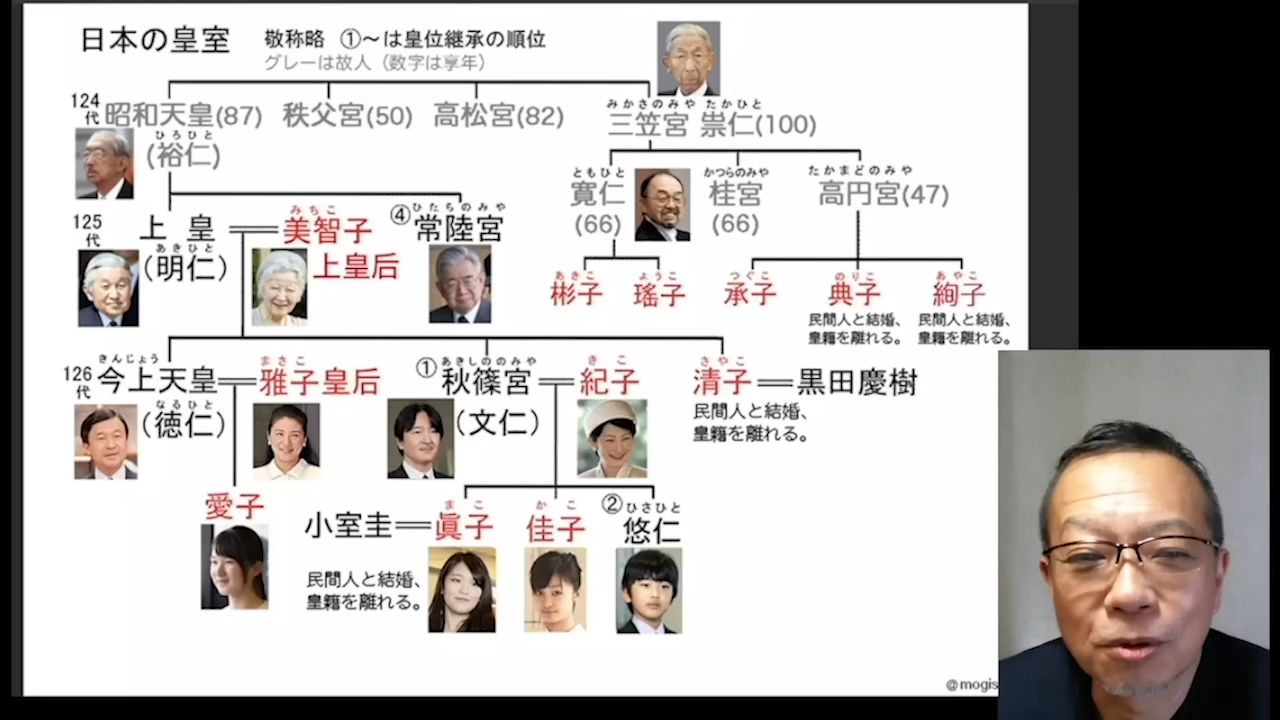 日本の皇室
敬称略 ①〜は皇位継承の順位
グレーは故人（数字は享年）
124代
昭和天皇(87)
ひろひと
(裕仁)
秩父宮(50)
高松宮(82)
みかさのみや たかひと
三笠宮 崇仁(100)
ともひと
寛仁
(66)
かつらのみや
桂宮
(66)
たかまどのみや
高円宮(47)
125代
上皇
あきひと
(明仁)
みちこ
美智子
上皇后
④
ひたちのみや
常陸宮
あきこ
彬子
ようこ
瑤子
つぐこ
承子
のりこ
典子
民間人と結婚、
皇籍を離れる。
あやこ
絢子
民間人と結婚、
皇籍を離れる。
126代
きんじょう
今上天皇
なるひと
(徳仁)
まさこ
雅子皇后
①
あきしののみや
秋篠宮
(文仁)
きこ
紀子
さやこ
清子
黒田慶樹
民間人と結婚、
皇籍を離れる。
愛子
小室圭
まこ
眞子
民間人と結婚、
皇籍を離れる。
かこ
佳子
②
ひさひと
悠仁
@mogis